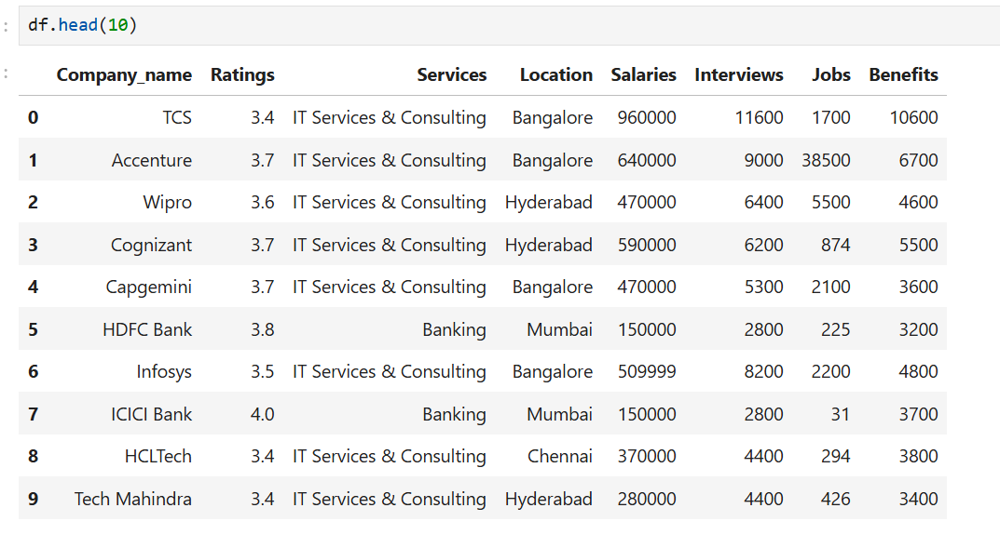 : df.head(10)
: Company_name Ratings Services Location Salaries Interviews Jobs Benefits
0 TCS 3.4 IT Services & Consulting Bangalore 960000 11600 1700 10600
1 Accenture 3.7 IT Services & Consulting Bangalore 640000 9000 38500 6700
2 Wipro 3.6 IT Services & Consulting Hyderabad 470000 6400 5500 4600
3 Cognizant 3.7 IT Services & Consulting Hyderabad 590000 6200 874 5500
4 Capgemini 3.7 IT Services & Consulting Bangalore 470000 5300 2100 3600
5 HDFC Bank 3.8 Banking Mumbai 150000 2800 225 3200
6 Infosys 3.5 IT Services & Consulting Bangalore 509999 8200 2200 4800
7 ICICI Bank 4.0 Banking Mumbai 150000 2800 31 3700
8 HCLTech 3.4 IT Services & Consulting Chennai 370000 4400 294 3800
9 Tech Mahindra 3.4 IT Services & Consulting Hyderabad 280000 4400 426 3400